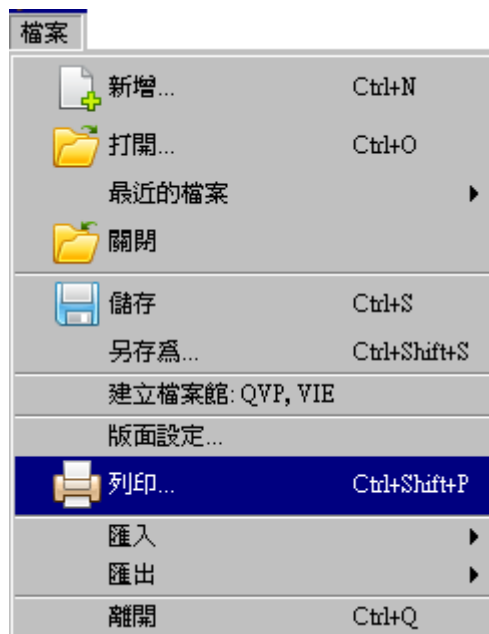 檔案
新增... Ctrl+N
打開... Ctrl+O
最近的檔案
關閉
儲存 Ctrl+S
另存為... Ctrl+Shift+S
建立檔案館: QVP, VIE
版面設定...
列印... Ctrl+Shift+P
匯入
匯出
離開 Ctrl+Q